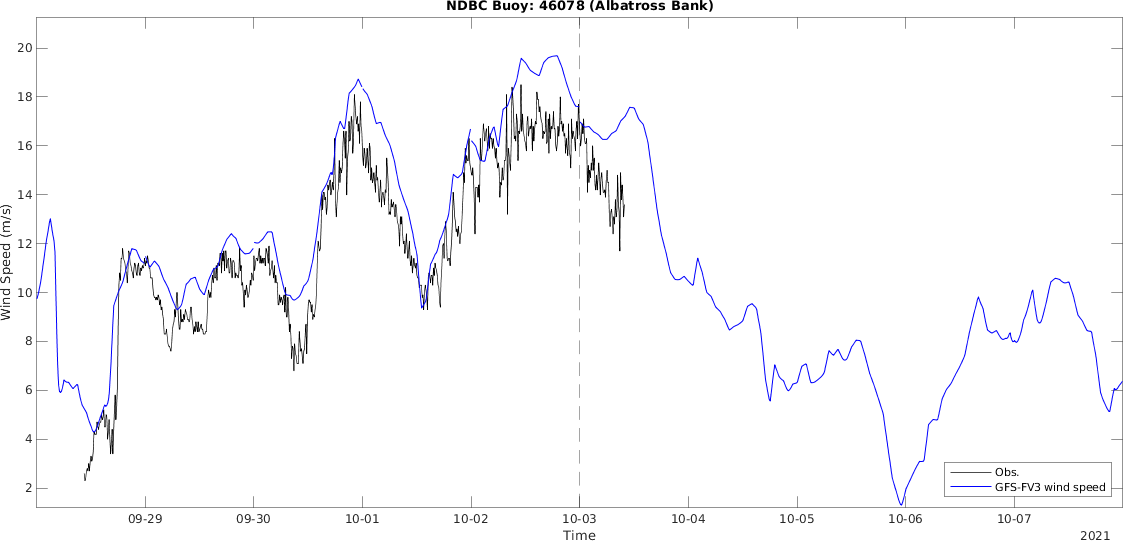 NDBC Buoy: 46078 (Albatross Bank)
Wind Speed (m/s)
20
18
16
14
12
10
8
6
4
2
Obs.
GFS-FV3 wind speed
09-29 09-30 10-01 10-02 10-03 10-04 10-05 10-06 10-07
Time
2021